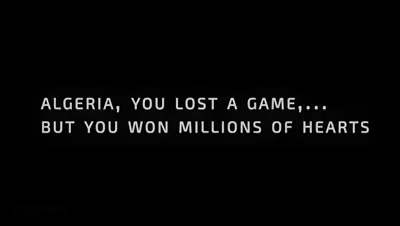 ALGERIA, YOU LOST A GAME,...
BUT YOU WON MILLIONS OF HEARTS